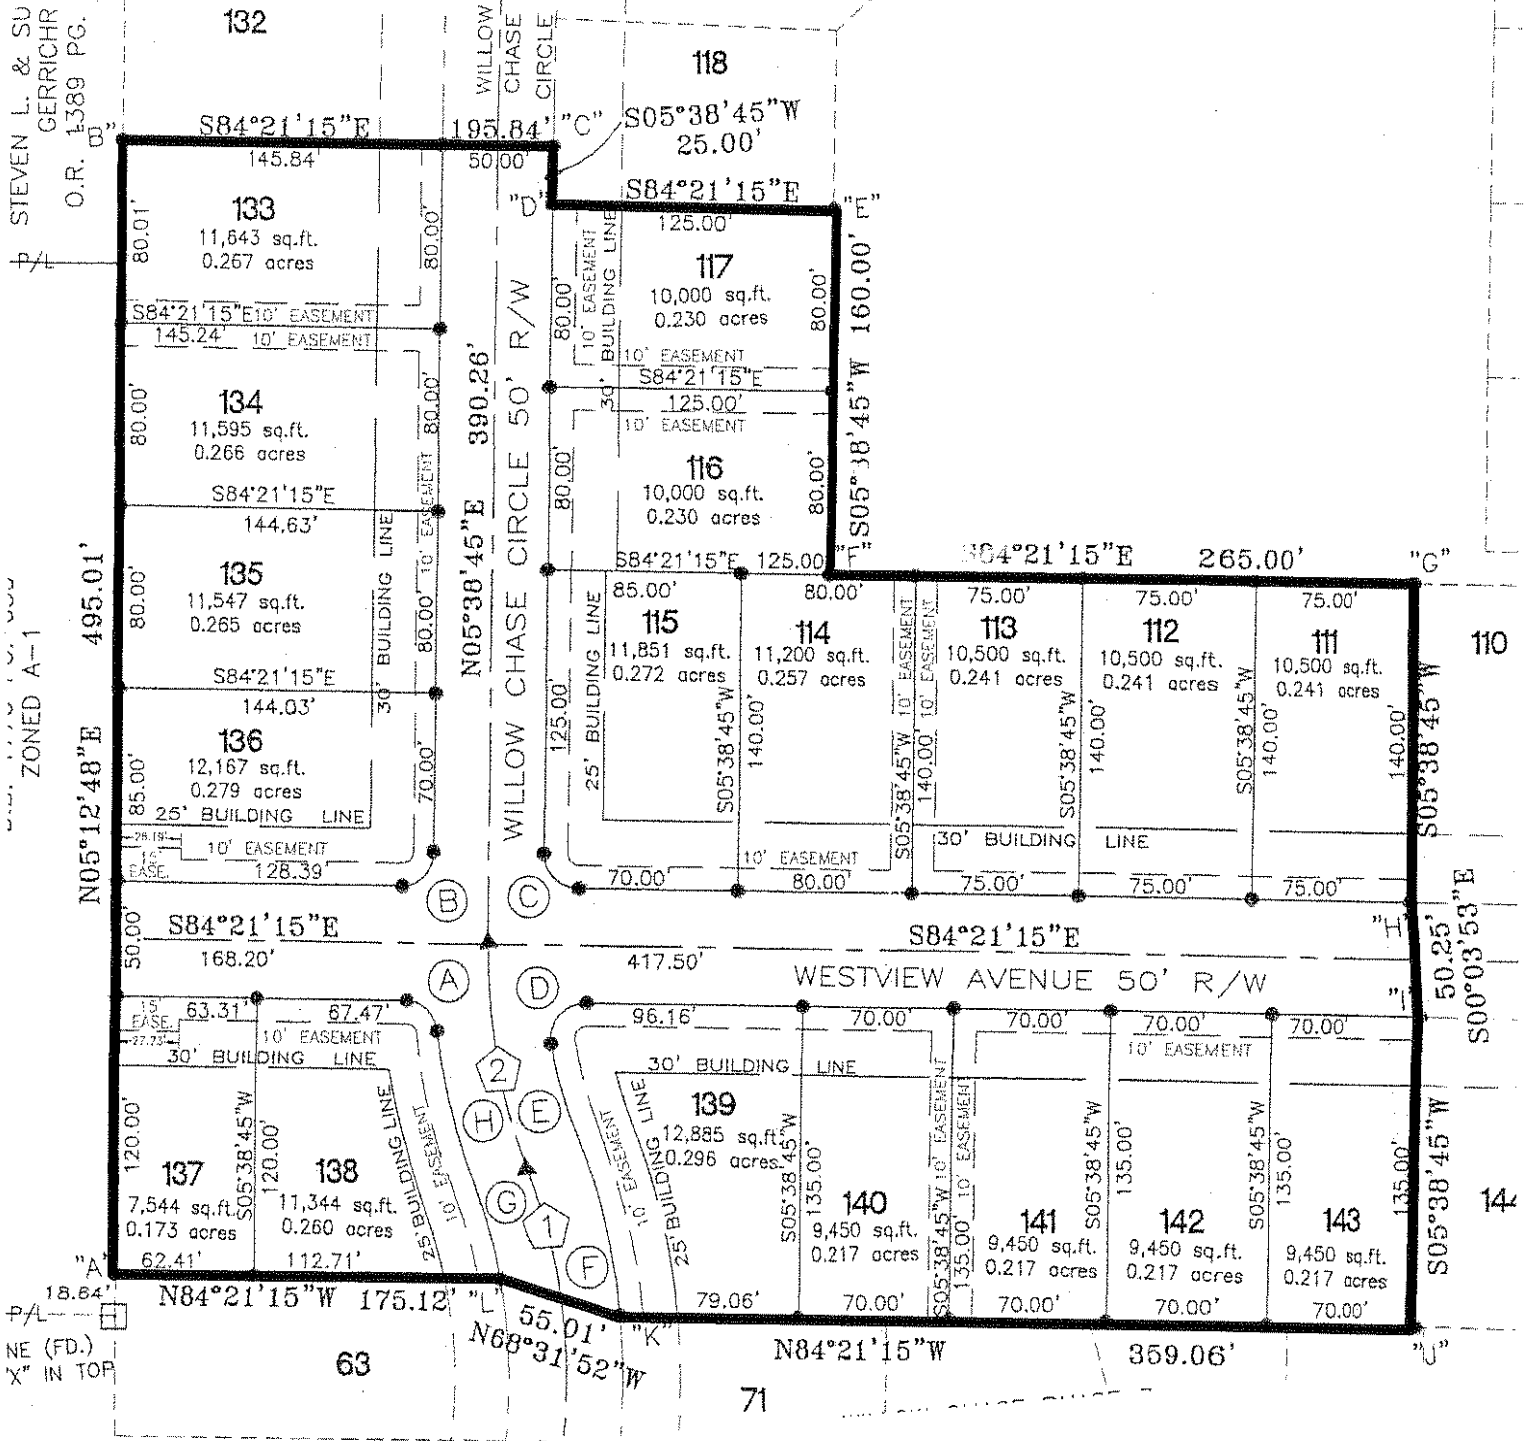 STEVEN L. & SU
GERRICHR
O.R. 1389 PG.
P/L
132
WILLOW
CHASE
CIRCLE
118
S05°38'45"W
25.00'
B"
S84°21'15"E
195.84'
"C"
145.84'
50.00'
"D"
S84°21'15"E
"E"
125.00'
133
11,643 sq.ft.
0.267 acres
80.01'
80.00'
S84°21'15"E
10' EASEMENT
145.24'
10' EASEMENT
117
10,000 sq.ft.
0.230 acres
80.00'
80.00'
10' EASEMENT
30' BUILDING LINE
10' EASEMENT
S84°21'15"E
125.00'
10' EASEMENT
S05°38'45"W 160.00'
134
11,595 sq.ft.
0.266 acres
80.00'
80.00'
S84°21'15"E
144.63'
10' EASEMENT
30' BUILDING LINE
N05°38'45"E 390.26'
WILLOW CHASE CIRCLE 50' R/W
116
10,000 sq.ft.
0.230 acres
80.00'
80.00'
S84°21'15"E
125.00'
"F"
S84°21'15"E
265.00'
"G"
N05°12'48"E 495.01'
ZONED A-1
135
11,547 sq.ft.
0.265 acres
80.00'
80.00'
10'
S84°21'15"E
144.03'
85.00'
80.00'
75.00'
75.00'
75.00'
115
11,851 sq.ft.
0.272 acres
114
11,200 sq.ft.
0.257 acres
113
10,500 sq.ft.
0.241 acres
112
10,500 sq.ft.
0.241 acres
111
10,500 sq.ft.
0.241 acres
110
25' BUILDING LINE
125.00'
S05°38'45"W
140.00'
S05°38'45"W 10' EASEMENT
140.00' 10' EASEMENT
S05°38'45"W
140.00'
S05°38'45"W
140.00'
140.00'
S05°38'45"W
136
12,167 sq.ft.
0.279 acres
85.00'
70.00'
25' BUILDING LINE
10' EASEMENT
EASE.
128.39'
30' BUILDING LINE
10' EASEMENT
70.00'
80.00'
75.00'
75.00'
75.00'
B
C
S84°21'15"E
S84°21'15"E
"H"
50.00'
168.20'
417.50'
WESTVIEW AVENUE 50' R/W
50.25'
S00°03'53"E
"I"
A
D
15'
EASE.
27.73'
63.31'
67.47'
10' EASEMENT
30' BUILDING LINE
96.16'
70.00'
70.00'
70.00'
70.00'
10' EASEMENT
30' BUILDING LINE
2
H
E
G
1
F
120.00'
S05°38'45"W
120.00'
25' BUILDING LINE
10' EASEMENT
10' EASEMENT
25' BUILDING LINE
137
7,544 sq.ft.
0.173 acres
138
11,344 sq.ft.
0.260 acres
139
12,885 sq.ft.
0.296 acres
S05°38'45"W
135.00'
140
9,450 sq.ft.
0.217 acres
S05°38'45"W 10' EASEMENT
135.00' 10' EASEMENT
141
9,450 sq.ft.
0.217 acres
S05°38'45"W
135.00'
142
9,450 sq.ft.
0.217 acres
S05°38'45"W
135.00'
143
9,450 sq.ft.
0.217 acres
135.00'
S05°38'45"W
144
"A"
62.41'
112.71'
18.64'
P/L
N84°21'15"W 175.12'
"L"
55.01'
N68°31'52"W
"K"
79.06'
70.00'
70.00'
70.00'
70.00'
N84°21'15"W
359.06'
"J"
NE (FD.)
"X" IN TOP
63
71